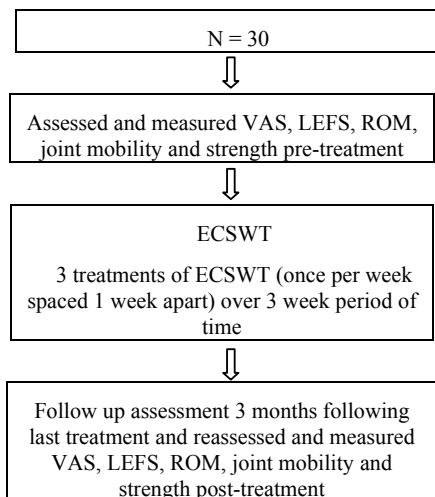 N = 30
Assessed and measured VAS, LEFS, ROM,
joint mobility and strength pre-treatment
ECSWT
3 treatments of ECSWT (once per week
spaced 1 week apart) over 3 week period of
time
Follow up assessment 3 months following
last treatment and reassessed and measured
VAS, LEFS, ROM, joint mobility and
strength post-treatment